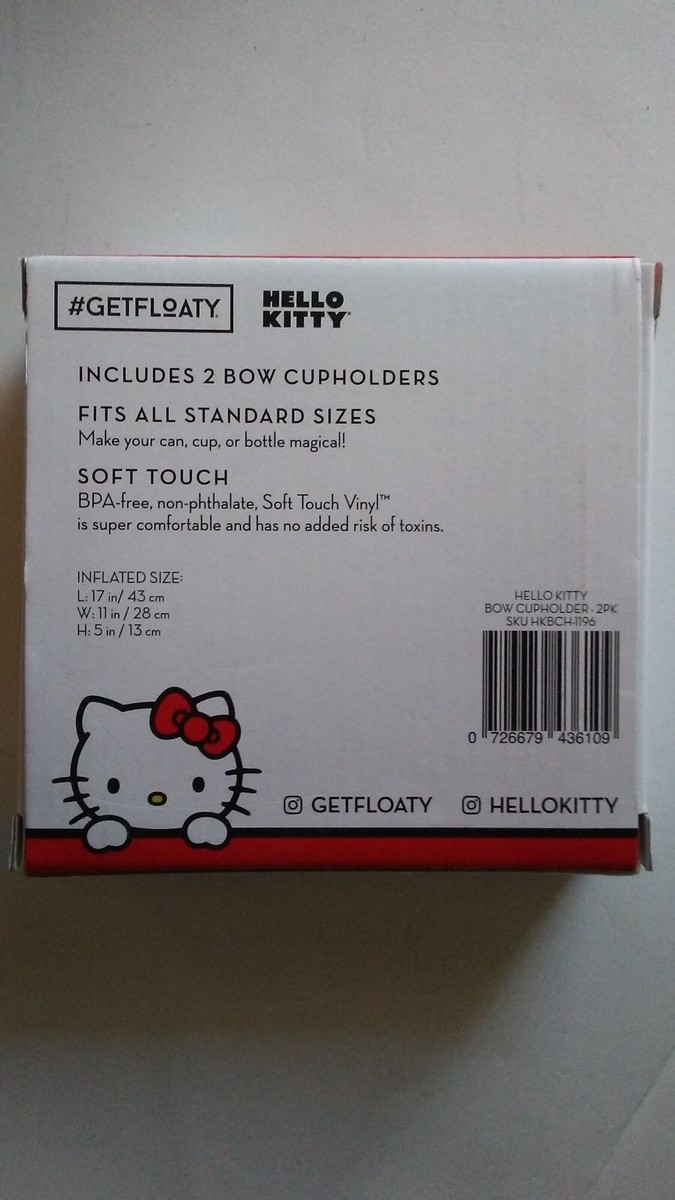 #GETFLOATY.
HELLO
KITTY®
INCLUDES 2 BOW CUPHOLDERS
FITS ALL STANDARD SIZES
Make your can, cup, or bottle magical!
SOFT TOUCH
BPA-free, non-phthalate, Soft Touch Vinyl™
is super comfortable and has no added risk of toxins.
INFLATED SIZE:
L: 17 in/ 43 cm
W: 11 in / 28 cm
H: 5 in / 13 cm
HELLO KITTY
BOW CUPHOLDER - 2PK
SKU HKBCH-1196
0 726679 436109
GETFLOATY HELLOKITTY